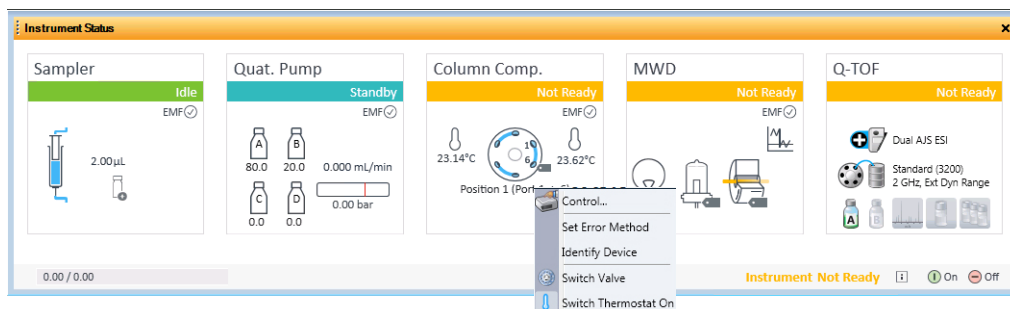 Instrument Status
Sampler
Idle
EMF
2.00 µL
Quat. Pump
Standby
EMF
A
B
80.0
20.0
0.000 mL/min
C
D
0.0
0.0
0.00 bar
Column Comp.
Not Ready
EMF
23.14°C
1
6
23.62°C
Position 1 (Port
Control...
Set Error Method
Identify Device
Switch Valve
Switch Thermostat On
MWD
Not Ready
EMF
Q-TOF
Not Ready
Dual AJS ESI
Standard (3200)
2 GHz, Ext Dyn Range
A
B
0.00 / 0.00
Instrument Not Ready
i
On
Off